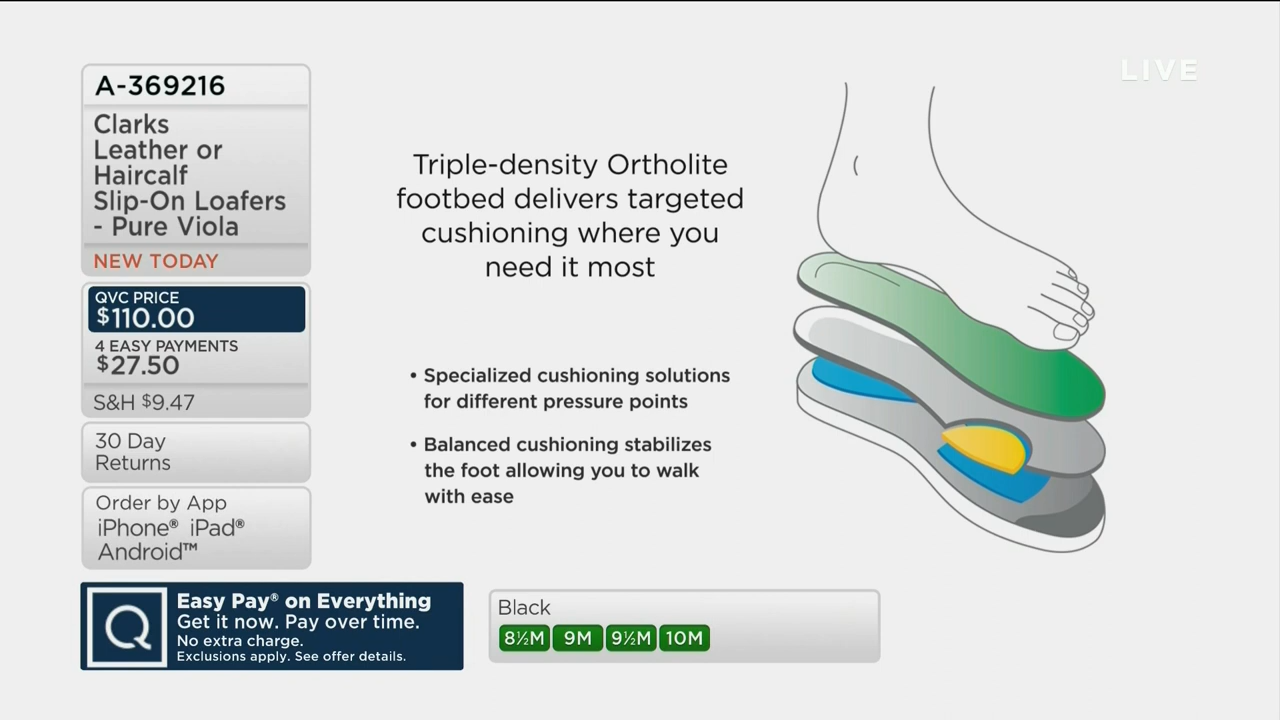 LIVE
A-369216
Clarks
Leather or
Haircalf
Slip-On Loafers
- Pure Viola
NEW TODAY
QVC PRICE
$110.00
4 EASY PAYMENTS
$27.50
S&H $9.47
30 Day
Returns
Order by App
iPhone® iPad®
Android™
Triple-density Ortholite
footbed delivers targeted
cushioning where you
need it most
• Specialized cushioning solutions
for different pressure points
• Balanced cushioning stabilizes
the foot allowing you to walk
with ease
Q
Easy Pay® on Everything
Get it now. Pay over time.
No extra charge.
Exclusions apply. See offer details.
Black
8½M 9M 9½M 10M